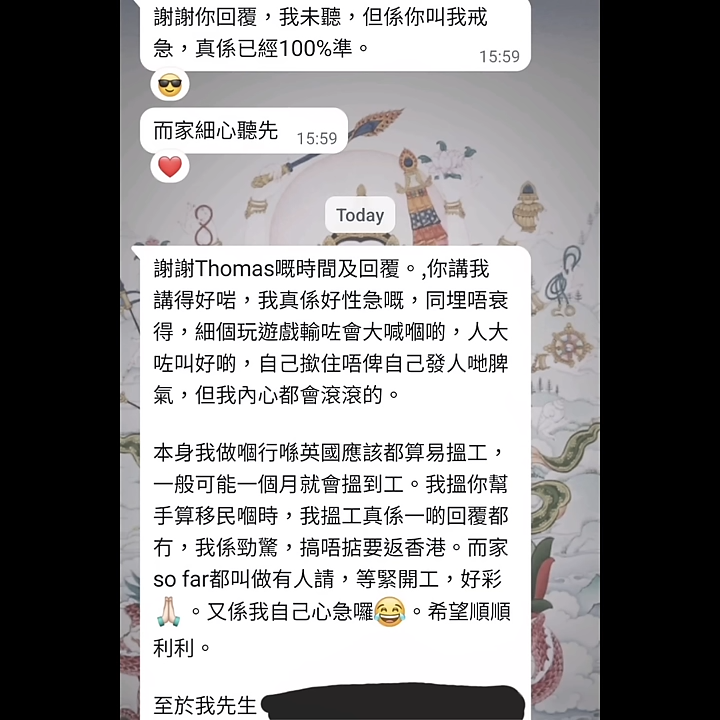 謝謝你回覆，我未聽，但係你叫我戒
急，真係已經100%準。
15:59
而家細心聽先
15:59
Today
謝謝Thomas嘅時間及回覆。,你講我
講得好啱，我真係好性急嘅，同埋唔衰
得，細個玩遊戲輸咗會大喊嗰啲，人大
咗叫好啲，自己撳住唔俾自己發人哋脾
氣，但我內心都會滾滾的。
本身我做嗰行喺英國應該都算易搵工，
一般可能一個月就會搵到工。我搵你幫
手算移民嗰時，我搵工真係一啲回覆都
冇，我係勁驚，搞唔掂要返香港。而家
so far都叫做有人請，等緊開工，好彩
🙏🏻。又係我自己心急囉😂。希望順順
利利。
至於我先生